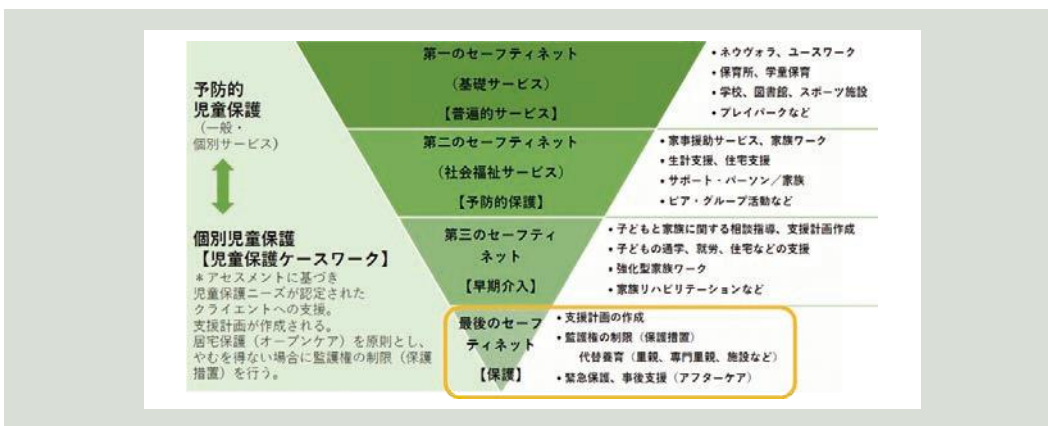 予防的
児童保護
（一般・
個別サービス）
個別児童保護
【児童保護ケースワーク】
＊アセスメントに基づき
児童保護ニーズが認定された
クライエントへの支援。
支援計画が作成される。
居宅保護（オープンケア）を原則とし、
やむを得ない場合に監護権の制限（保護
措置）を行う。
第一のセーフティネット
（基礎サービス）
【普遍的サービス】
・ネウヴォラ、ユースワーク
・保育所、学童保育
・学校、図書館、スポーツ施設
・プレイパークなど
第二のセーフティネット
（社会福祉サービス）
【予防的保護】
・家事援助サービス、家族ワーク
・生計支援、住宅支援
・サポート・パーソン／家族
・ピア・グループ活動など
第三のセーフティ
ネット
【早期介入】
・子どもと家族に関する相談指導、支援計画作成
・子どもの通学、就労、住宅などの支援
・強化型家族ワーク
・家族リハビリテーションなど
最後のセーフ
ティネット
【保護】
・支援計画の作成
・監護権の制限（保護措置）
代替養育（里親、専門里親、施設など）
・緊急保護、事後支援（アフターケア）